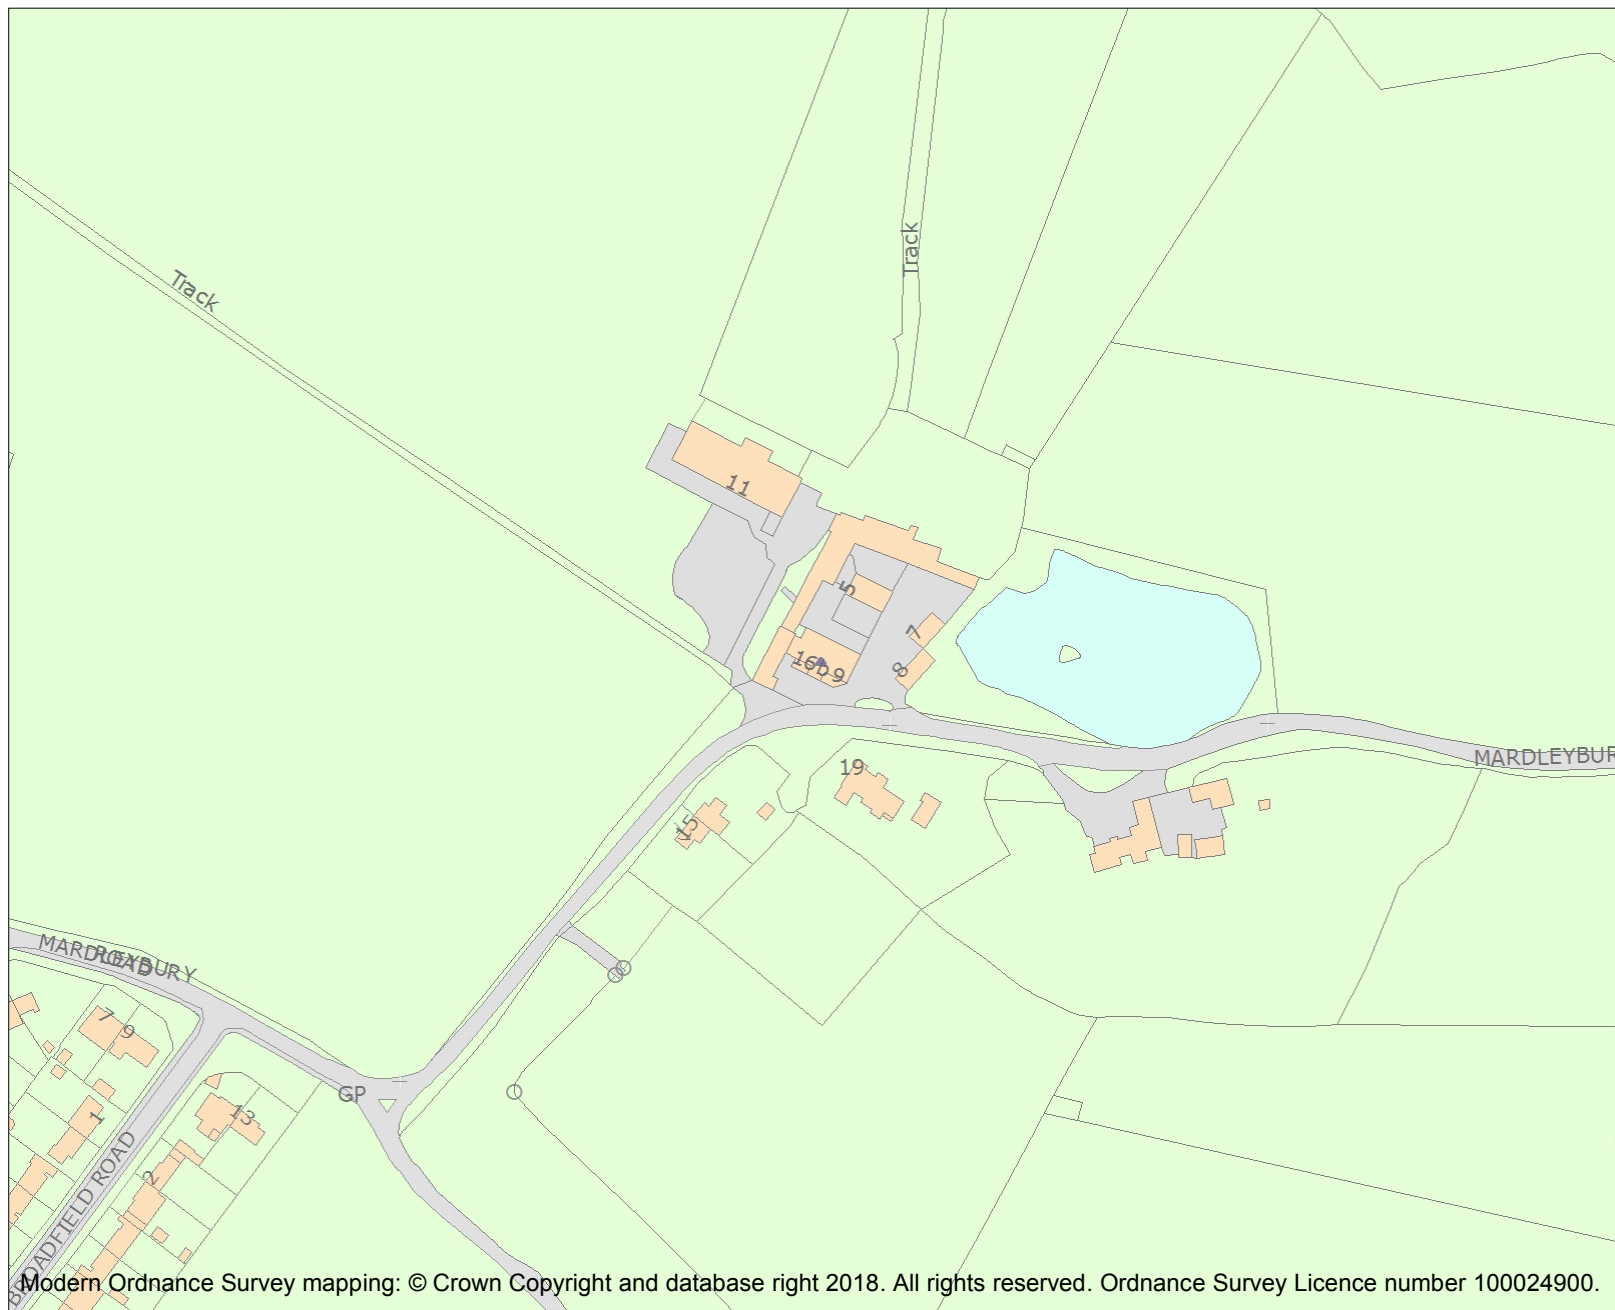 Track
Track
11
5
7
8
16b 9
MARDLEYBUR
19
15
MARDLEYBURY
ROAD
7 9
GP
1
13
2
BROADFIELD ROAD
Modern Ordnance Survey mapping: © Crown Copyright and database right 2018. All rights reserved. Ordnance Survey Licence number 100024900.